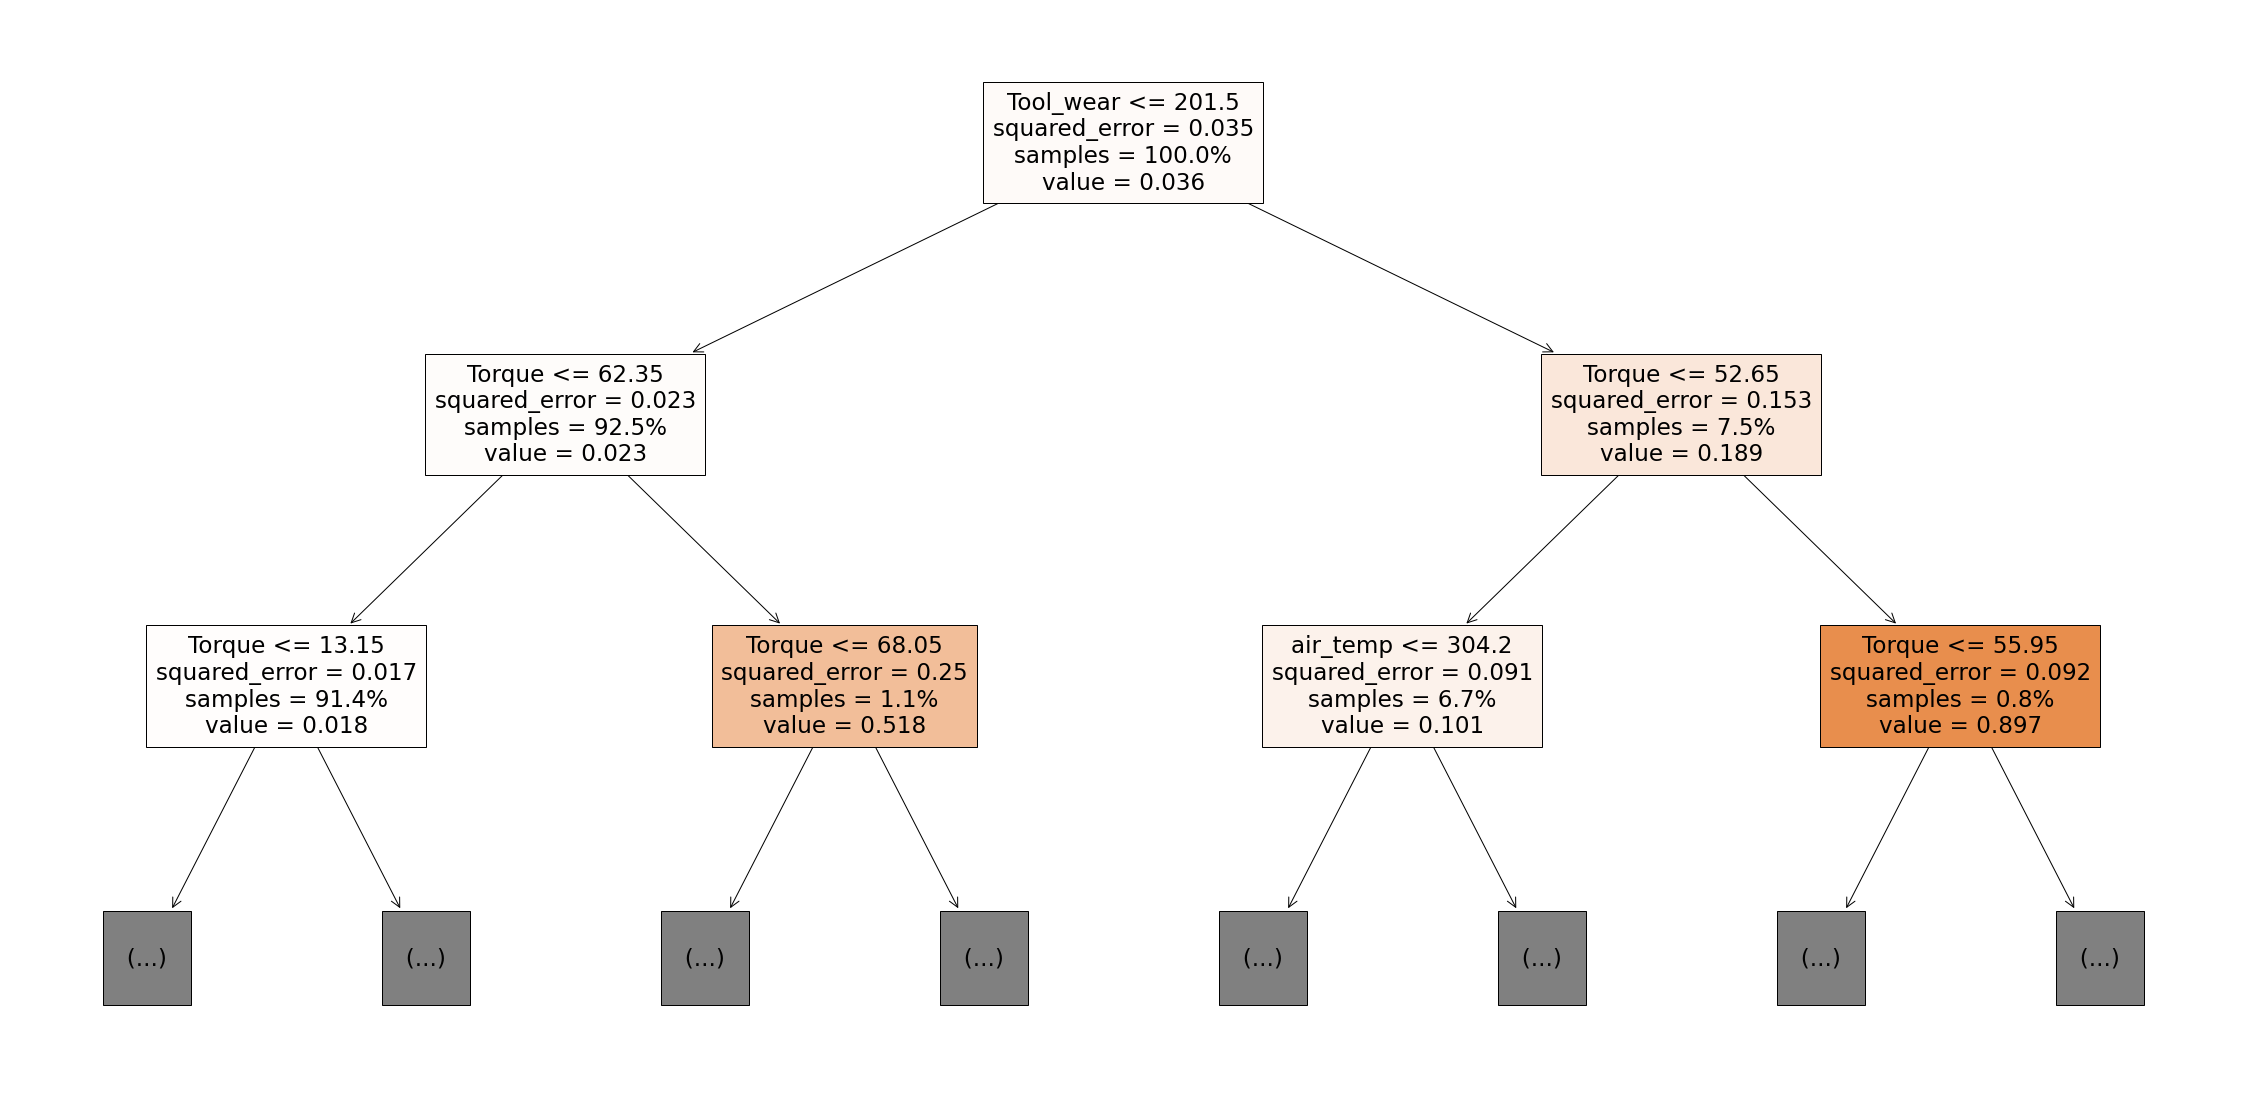 Tool_wear <= 201.5
squared_error = 0.035
samples = 100.0%
value = 0.036
Torque <= 62.35
squared_error = 0.023
samples = 92.5%
value = 0.023
Torque <= 52.65
squared_error = 0.153
samples = 7.5%
value = 0.189
Torque <= 13.15
squared_error = 0.017
samples = 91.4%
value = 0.018
Torque <= 68.05
squared_error = 0.25
samples = 1.1%
value = 0.518
air_temp <= 304.2
squared_error = 0.091
samples = 6.7%
value = 0.101
Torque <= 55.95
squared_error = 0.092
samples = 0.8%
value = 0.897
(...)
(...)
(...)
(...)
(...)
(...)
(...)
(...)